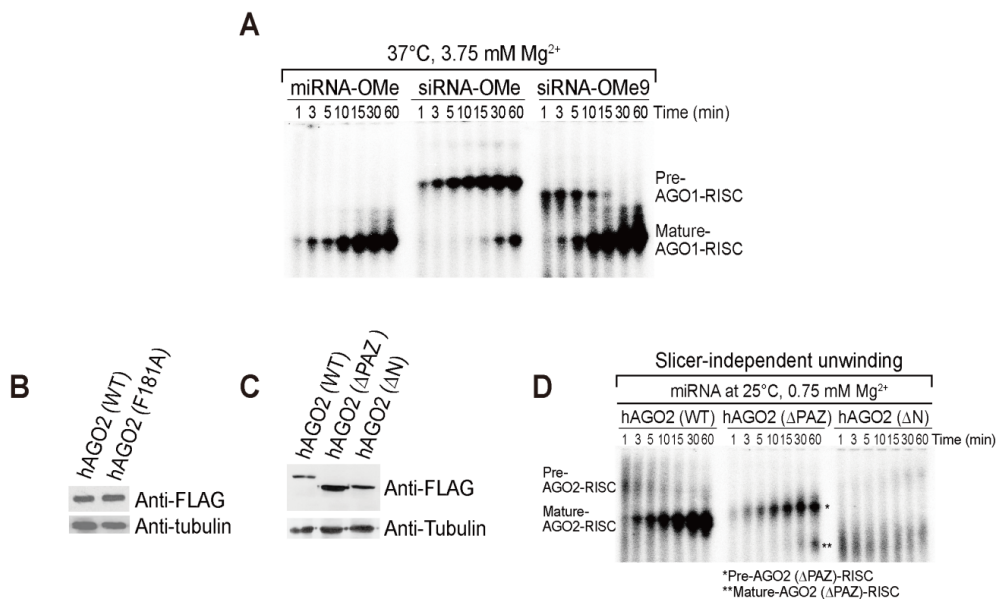 A
37°C, 3.75 mM Mg²⁺
miRNA-OMe siRNA-OMe siRNA-OMe9
1 3 5 10 15 30 60 1 3 5 10 15 30 60 1 3 5 10 15 30 60 Time (min)
Pre-
AGO1-RISC
Mature-
AGO1-RISC
B
hAGO2 (WT)
hAGO2 (F181A)
Anti-FLAG
Anti-tubulin
C
hAGO2 (WT)
hAGO2 (ΔPAZ )
hAGO2 (ΔN)
Anti-FLAG
Anti-Tubulin
D
Slicer-independent unwinding
miRNA at 25°C, 0.75 mM Mg²⁺
hAGO2 (WT) hAGO2 (ΔPAZ) hAGO2 (ΔN)
1 3 5 10 15 30 60 1 3 5 10 15 30 60 1 3 5 10 15 30 60 Time (min)
Pre-
AGO2-RISC
Mature-
AGO2-RISC
*
**
*Pre-AGO2 (ΔPAZ)-RISC
**Mature-AGO2 (ΔPAZ)-RISC